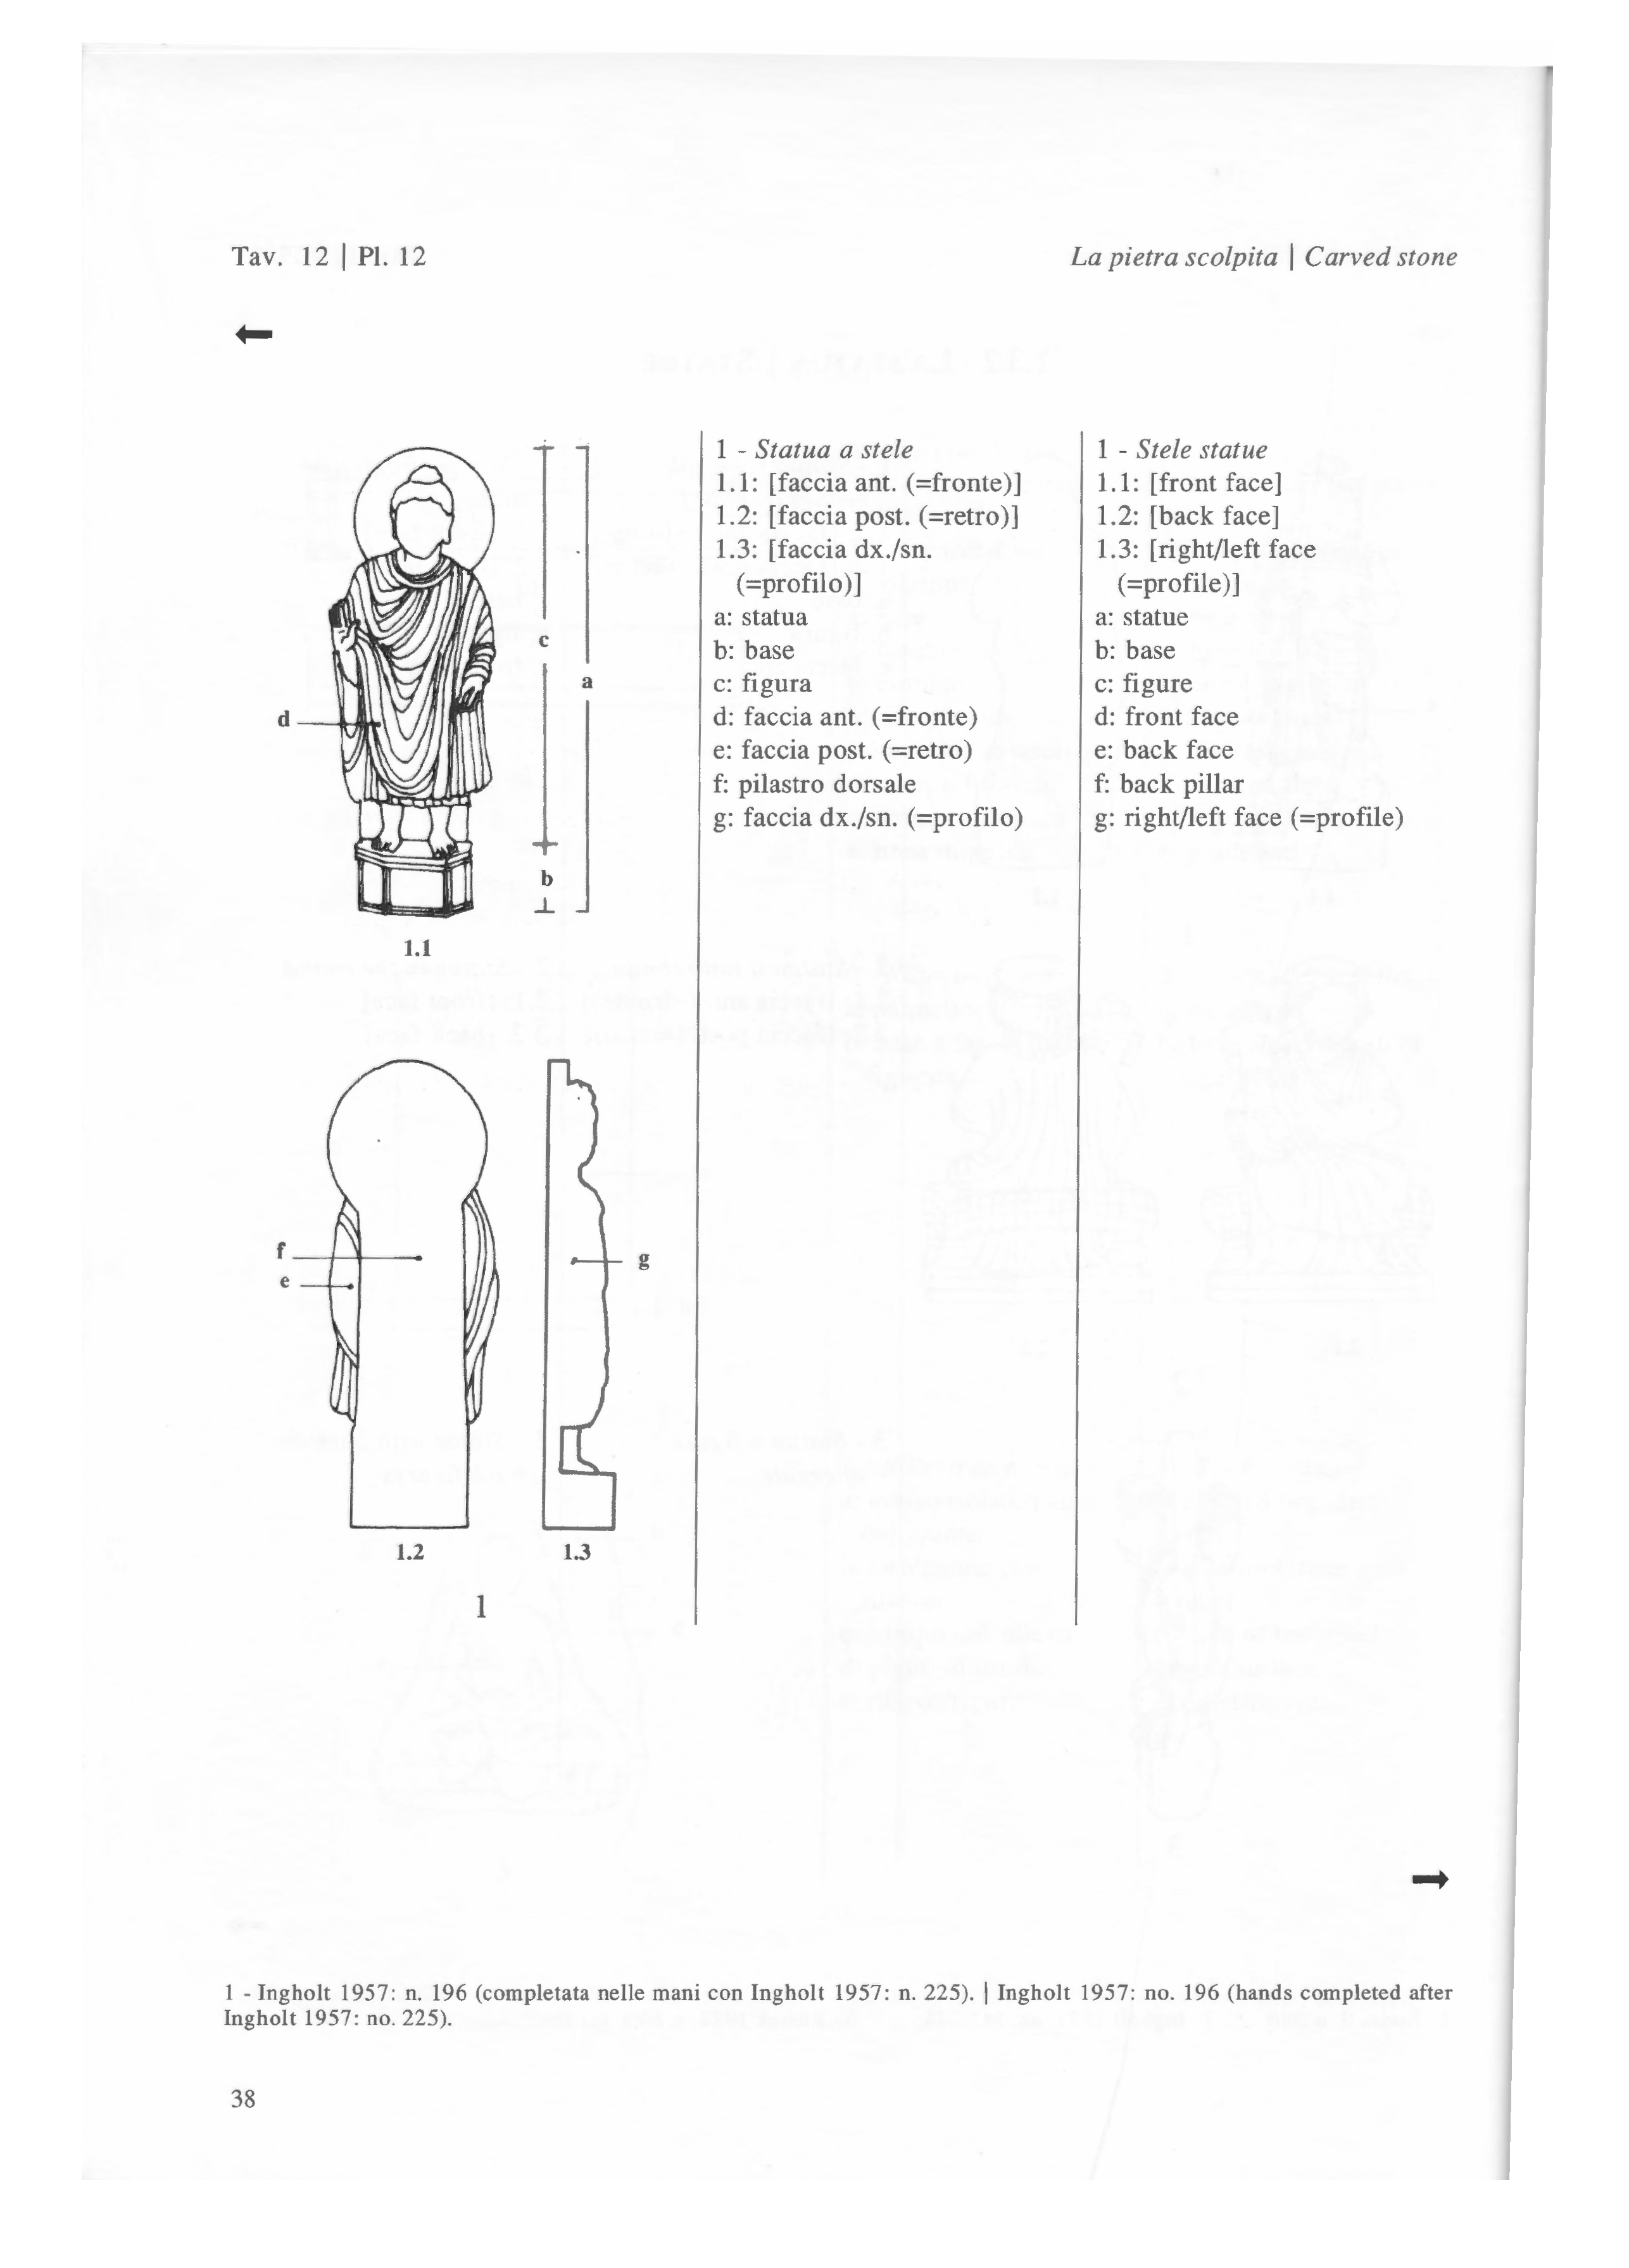 Tav. 12 | Pl. 12
La pietra scolpita | Carved stone
c
a
d
b
1.1
f
e
g
1.2
1.3
1
1 - Statua a stele
1.1: [faccia ant. (=fronte)]
1.2: [faccia post. (=retro)]
1.3: [faccia dx./sn.
(=profilo)]
a: statua
b: base
c: figura
d: faccia ant. (=fronte)
e: faccia post. (=retro)
f: pilastro dorsale
g: faccia dx./sn. (=profilo)
1 - Stele statue
1.1: [front face]
1.2: [back face]
1.3: [right/left face
(=profile)]
a: statue
b: base
c: figure
d: front face
e: back face
f: back pillar
g: right/left face (=profile)
1 - Ingholt 1957: n. 196 (completata nelle mani con Ingholt 1957: n. 225). | Ingholt 1957: no. 196 (hands completed after
Ingholt 1957: no. 225).
38